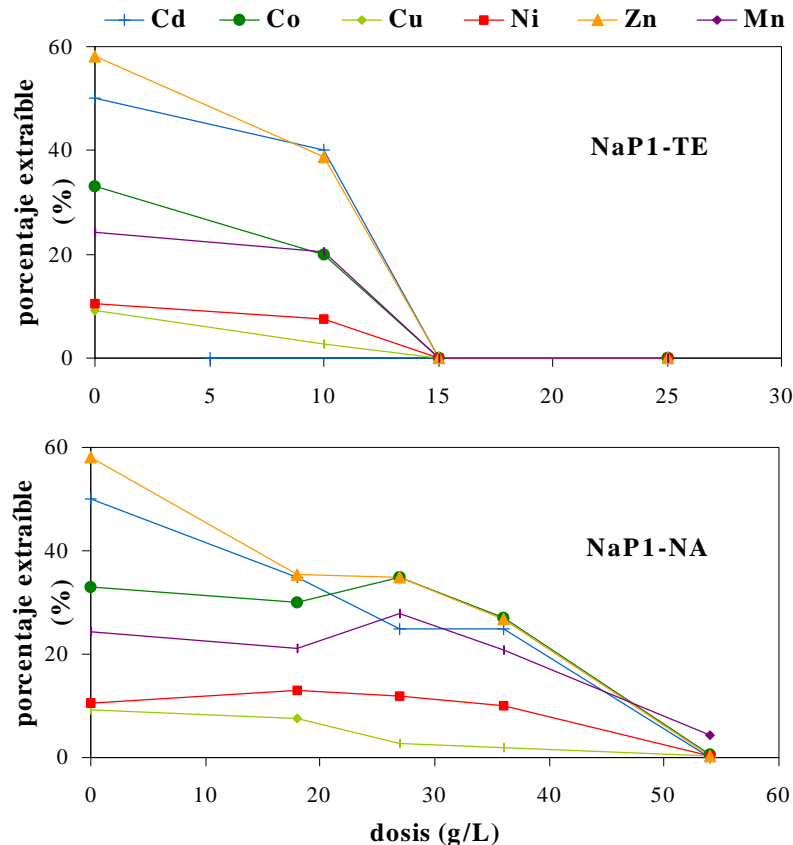 Cd Co Cu Ni Zn Mn
60
40
20
0
0 5 10 15 20 25 30
porcentaje extraíble
(%)
NaP1-TE
60
40
20
0
0 10 20 30 40 50 60
porcentaje extraíble
(%)
NaP1-NA
dosis (g/L)